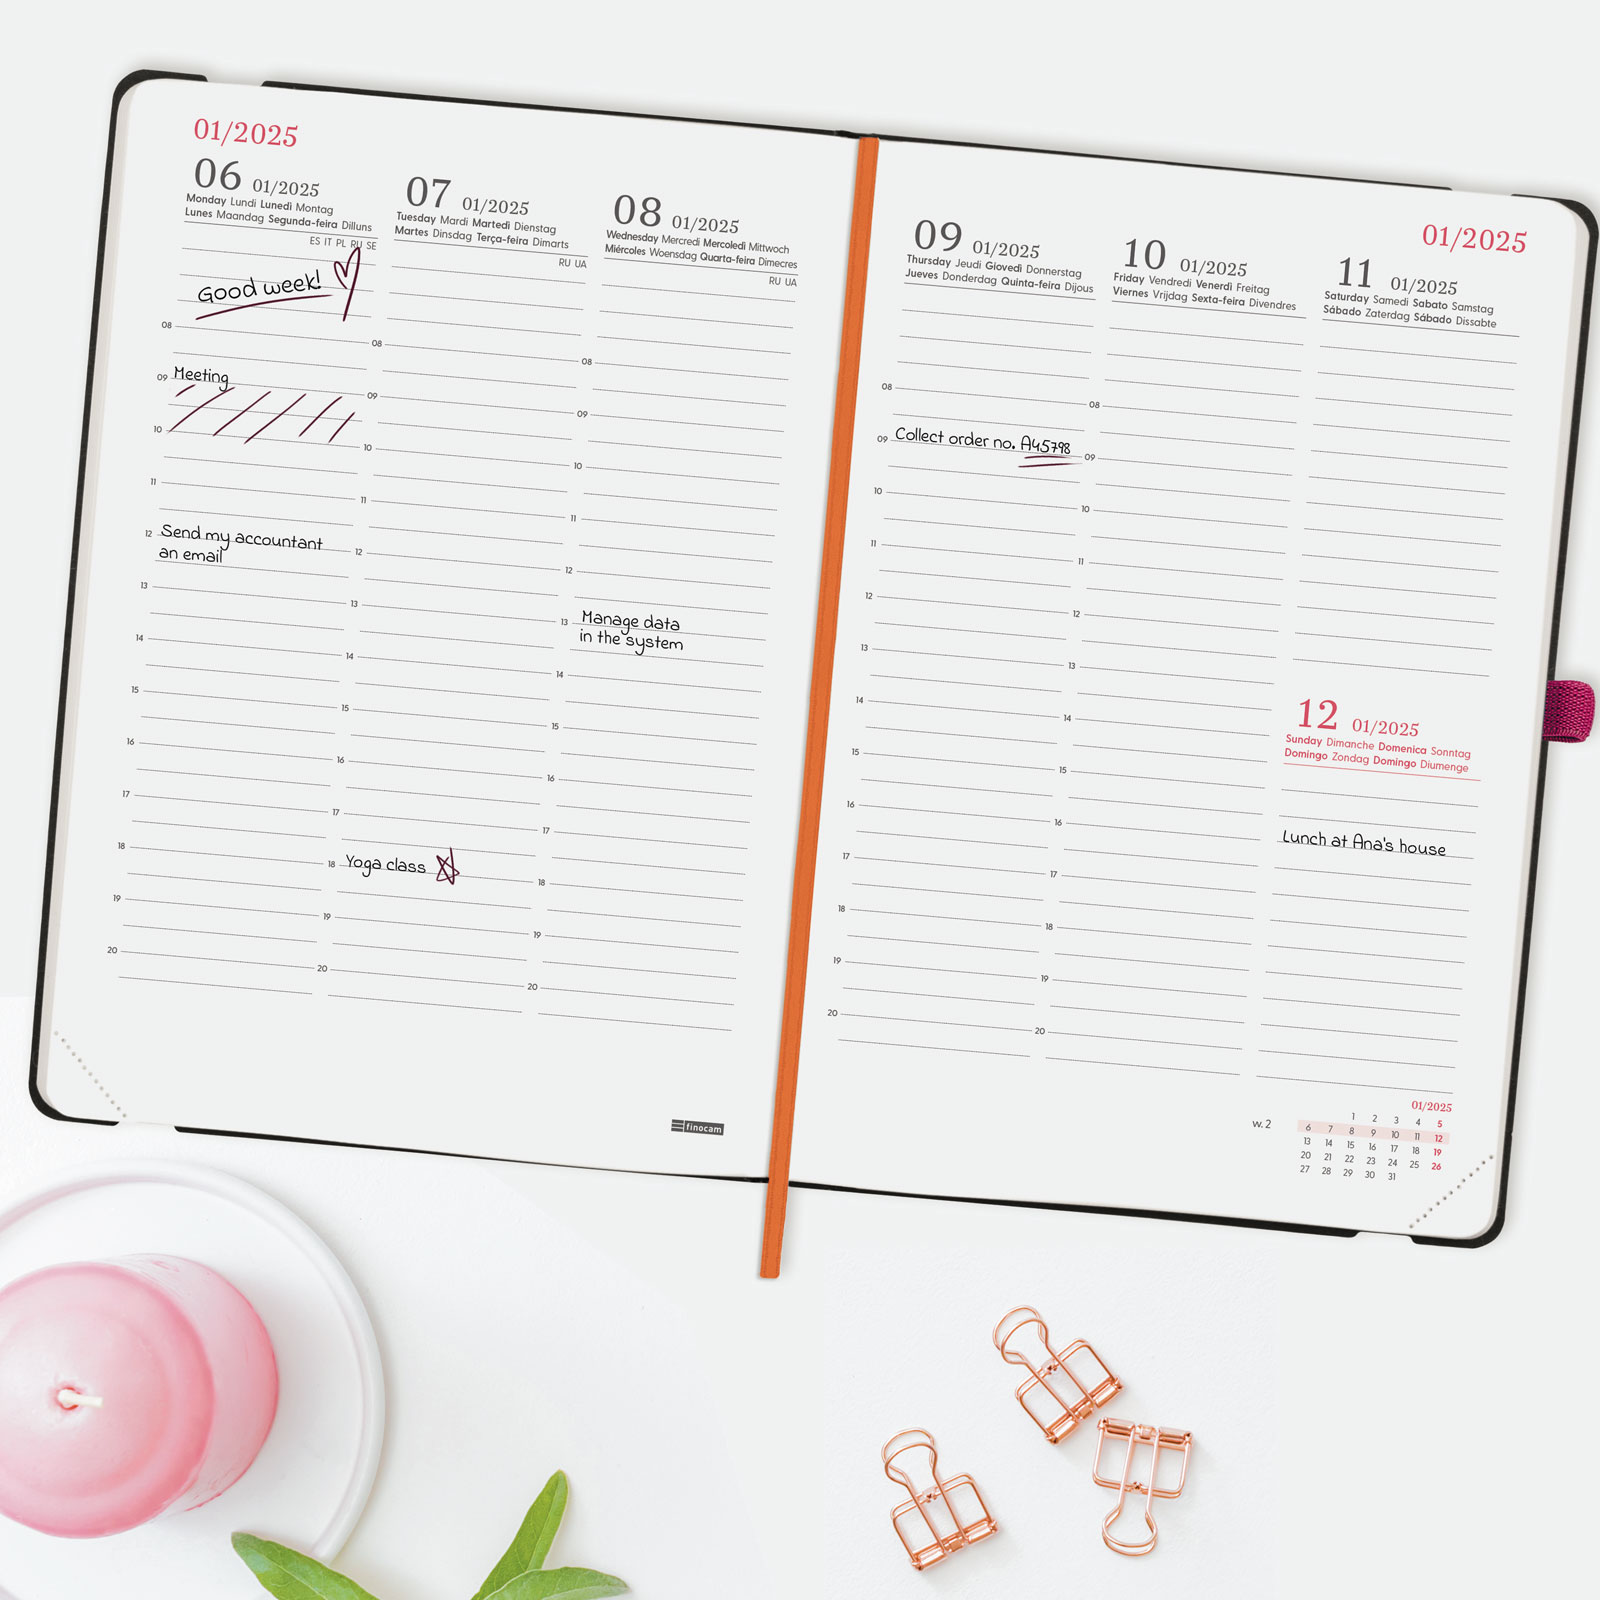 01/2025
06 01/2025
Monday Lundi Lunedì Montag
Lunes Maandag Segunda-feira Dilluns
ES IT PL RU SE
Good week!
08
09 Meeting
10
11
12 Send my accountant
an email
13
14
15
16
17
18
19
20
07 01/2025
Tuesday Mardi Martedì Dienstag
Martes Dinsdag Terça-feira Dimarts
RU UA
08
09
10
11
12
13
14
15
16
17
18 Yoga class
19
20
08 01/2025
Wednesday Mercredi Mercoledì Mittwoch
Miércoles Woensdag Quarta-feira Dimecres
RU UA
08
09
10
11
12
13 Manage data
in the system
14
15
16
17
18
19
20
finocam
01/2025
09 01/2025
Thursday Jeudi Giovedì Donnerstag
Jueves Donderdag Quinta-feira Dijous
08
09 Collect order no. A45798
10
11
12
13
14
15
16
17
18
19
20
10 01/2025
Friday Vendredi Venerdì Freitag
Viernes Vrijdag Sexta-feira Divendres
08
09
10
11
12
13
14
15
16
17
18
19
20
11 01/2025
Saturday Samedi Sabato Samstag
Sábado Zaterdag Sábado Dissabte
12 01/2025
Sunday Dimanche Domenica Sonntag
Domingo Zondag Domingo Diumenge
Lunch at Ana's house
01/2025
1 2 3 4 5
w. 2 6 7 8 9 10 11 12
13 14 15 16 17 18 19
20 21 22 23 24 25 26
27 28 29 30 31